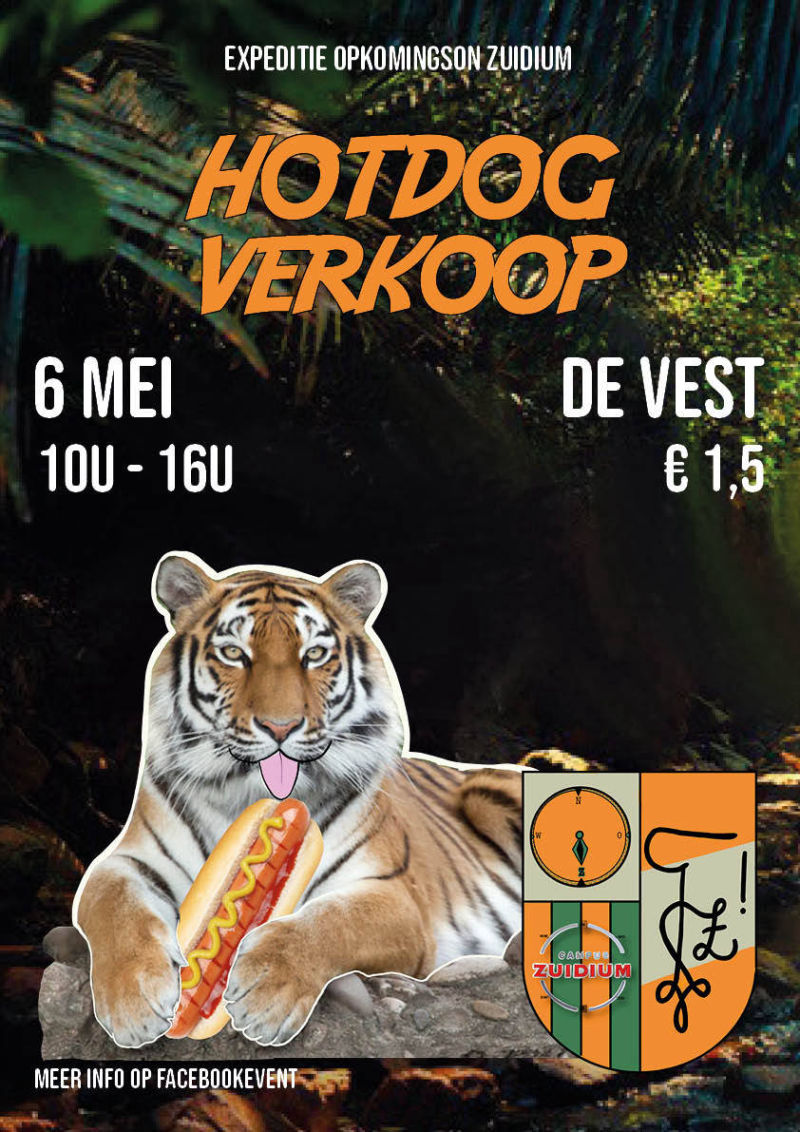 EXPEDITIE OPKOMINGSON ZUIDIUM
HOTDOG
VERKOOP
6 MEI
DE VEST
10U - 16U
€ 1,5
N
W
O
Z
CAMPUS
ZUIDIUM
MEER INFO OP FACEBOOKEVENT